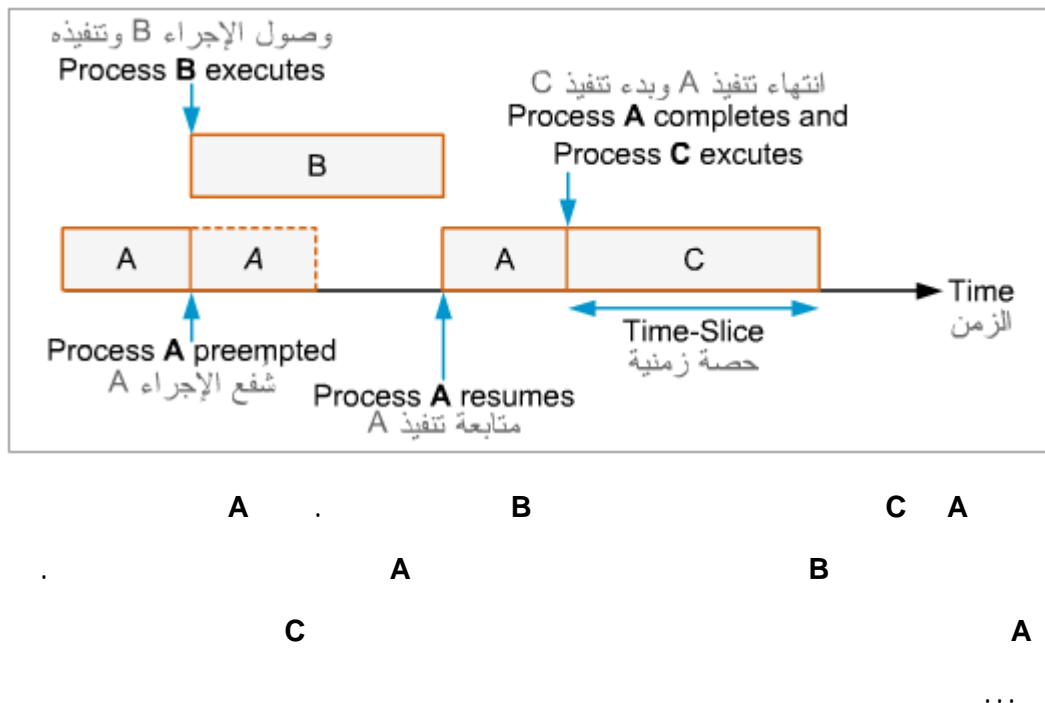 وصول الإجراء B وتنفيذه
Process B executes
انتهاء تنفيذ A وبدء تنفيذ C
Process A completes and
Process C excutes
B
A
A
A
C
Time
الزمن
Time-Slice
حصة زمنية
Process A preempted
شُفع الإجراء A
Process A resumes
متابعة تنفيذ A
A . B C A
. A B
C A
...